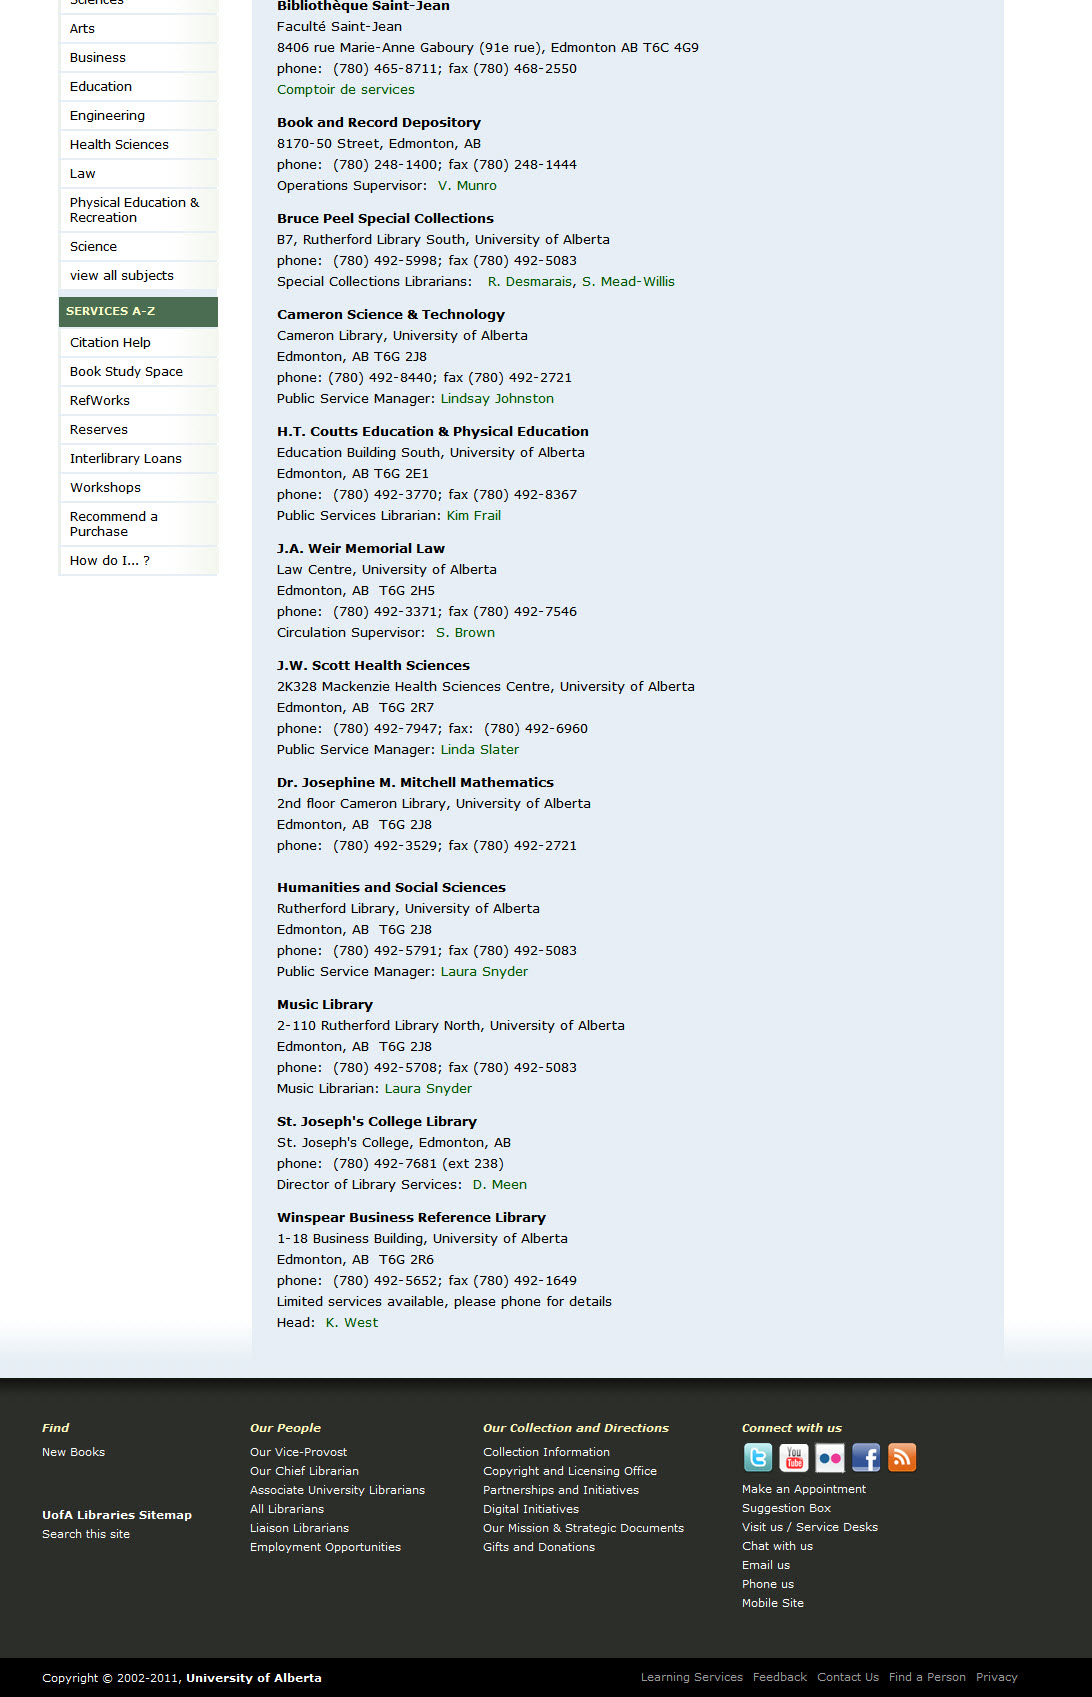 Sciences
Arts
Business
Education
Engineering
Health Sciences
Law
Physical Education &
Recreation
Science
view all subjects
SERVICES A-Z
Citation Help
Book Study Space
RefWorks
Reserves
Interlibrary Loans
Workshops
Recommend a
Purchase
How do I... ?
Bibliothèque Saint-Jean
Faculté Saint-Jean
8406 rue Marie-Anne Gaboury (91e rue), Edmonton AB T6C 4G9
phone:  (780) 465-8711; fax (780) 468-2550
Comptoir de services
Book and Record Depository
8170-50 Street, Edmonton, AB
phone:  (780) 248-1400; fax (780) 248-1444
Operations Supervisor:  V. Munro
Bruce Peel Special Collections
B7, Rutherford Library South, University of Alberta
phone:  (780) 492-5998; fax (780) 492-5083
Special Collections Librarians:   R. Desmarais, S. Mead-Willis
Cameron Science & Technology
Cameron Library, University of Alberta
Edmonton, AB T6G 2J8
phone: (780) 492-8440; fax (780) 492-2721
Public Service Manager: Lindsay Johnston
H.T. Coutts Education & Physical Education
Education Building South, University of Alberta
Edmonton, AB T6G 2E1
phone:  (780) 492-3770; fax (780) 492-8367
Public Services Librarian: Kim Frail
J.A. Weir Memorial Law
Law Centre, University of Alberta
Edmonton, AB  T6G 2H5
phone:  (780) 492-3371; fax (780) 492-7546
Circulation Supervisor:  S. Brown
J.W. Scott Health Sciences
2K328 Mackenzie Health Sciences Centre, University of Alberta
Edmonton, AB  T6G 2R7
phone:  (780) 492-7947; fax:  (780) 492-6960
Public Service Manager: Linda Slater
Dr. Josephine M. Mitchell Mathematics
2nd floor Cameron Library, University of Alberta
Edmonton, AB  T6G 2J8
phone:  (780) 492-3529; fax (780) 492-2721
Humanities and Social Sciences
Rutherford Library, University of Alberta
Edmonton, AB  T6G 2J8
phone:  (780) 492-5791; fax (780) 492-5083
Public Service Manager: Laura Snyder
Music Library
2-110 Rutherford Library North, University of Alberta
Edmonton, AB  T6G 2J8
phone:  (780) 492-5708; fax (780) 492-5083
Music Librarian: Laura Snyder
St. Joseph's College Library
St. Joseph's College, Edmonton, AB
phone:  (780) 492-7681 (ext 238)
Director of Library Services:  D. Meen
Winspear Business Reference Library
1-18 Business Building, University of Alberta
Edmonton, AB  T6G 2R6
phone:  (780) 492-5652; fax (780) 492-1649
Limited services available, please phone for details
Head:  K. West
Find
New Books
UofA Libraries Sitemap
Search this site
Our People
Our Vice-Provost
Our Chief Librarian
Associate University Librarians
All Librarians
Liaison Librarians
Employment Opportunities
Our Collection and Directions
Collection Information
Copyright and Licensing Office
Partnerships and Initiatives
Digital Initiatives
Our Mission & Strategic Documents
Gifts and Donations
Connect with us
You
Tube
Make an Appointment
Suggestion Box
Visit us / Service Desks
Chat with us
Email us
Phone us
Mobile Site
Copyright © 2002-2011, University of Alberta
Learning Services  Feedback  Contact Us  Find a Person  Privacy